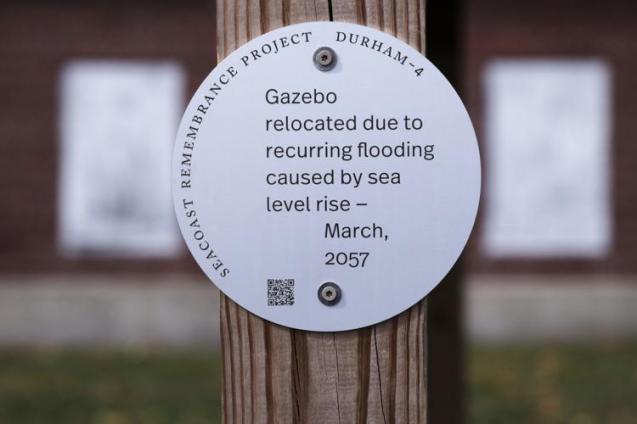 SEACOAST REMEMBRANCE PROJECT DURHAM–4
Gazebo
relocated due to
recurring flooding
caused by sea
level rise –
March,
2057